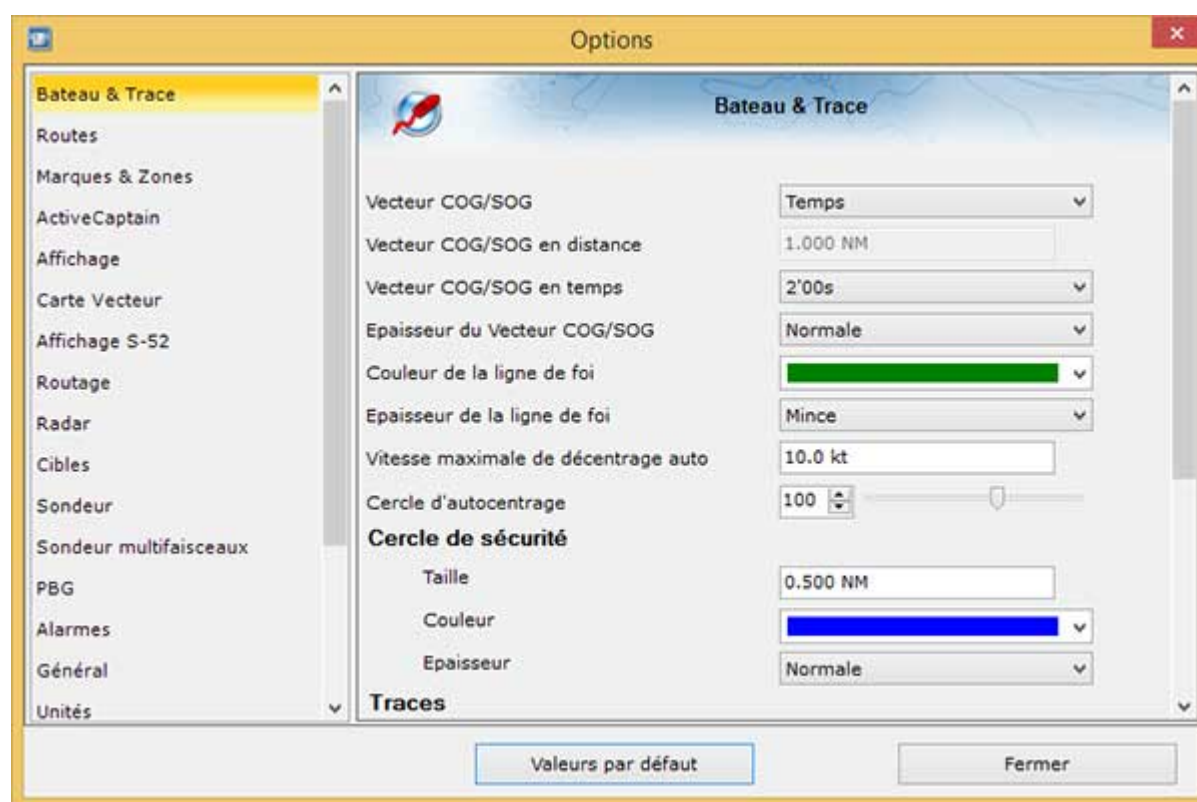 Options
Bateau & Trace
Routes
Marques & Zones
ActiveCaptain
Affichage
Carte Vecteur
Affichage S-52
Routage
Radar
Cibles
Sondeur
Sondeur multifaisceaux
PBG
Alarmes
Général
Unités
Bateau & Trace
Vecteur COG/SOG Temps
Vecteur COG/SOG en distance 1.000 NM
Vecteur COG/SOG en temps 2'00s
Epaisseur du Vecteur COG/SOG Normale
Couleur de la ligne de foi
Epaisseur de la ligne de foi Mince
Vitesse maximale de décentrage auto 10.0 kt
Cercle d'autocentrage 100
Cercle de sécurité
Taille 0.500 NM
Couleur
Epaisseur Normale
Traces
Valeurs par défaut Fermer